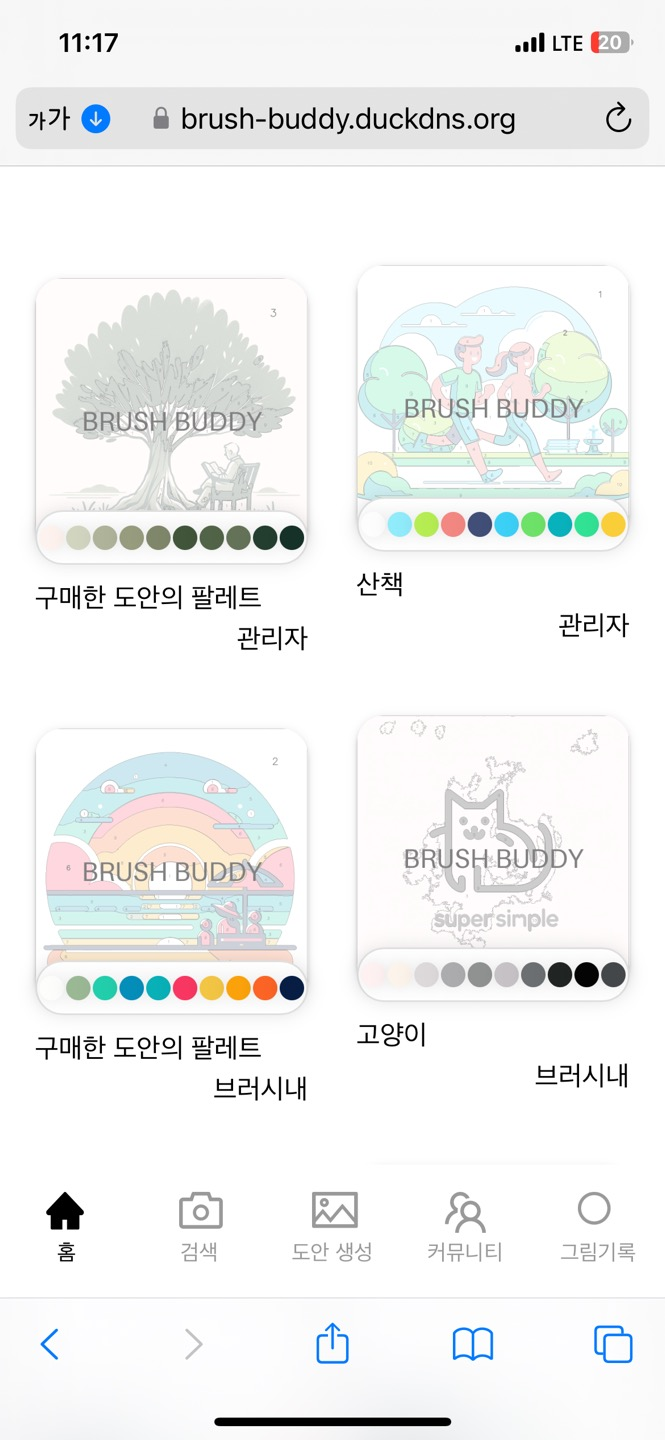 11:17 LTE 20
가가 brush-buddy.duckdns.org
3
BRUSH BUDDY
구매한 도안의 팔레트
관리자
1
2
BRUSH BUDDY
산책
관리자
2
6
BRUSH BUDDY
구매한 도안의 팔레트
브러시내
BRUSH BUDDY
supersinple
고양이
브러시내
홈 검색 도안 생성 커뮤니티 그림기록